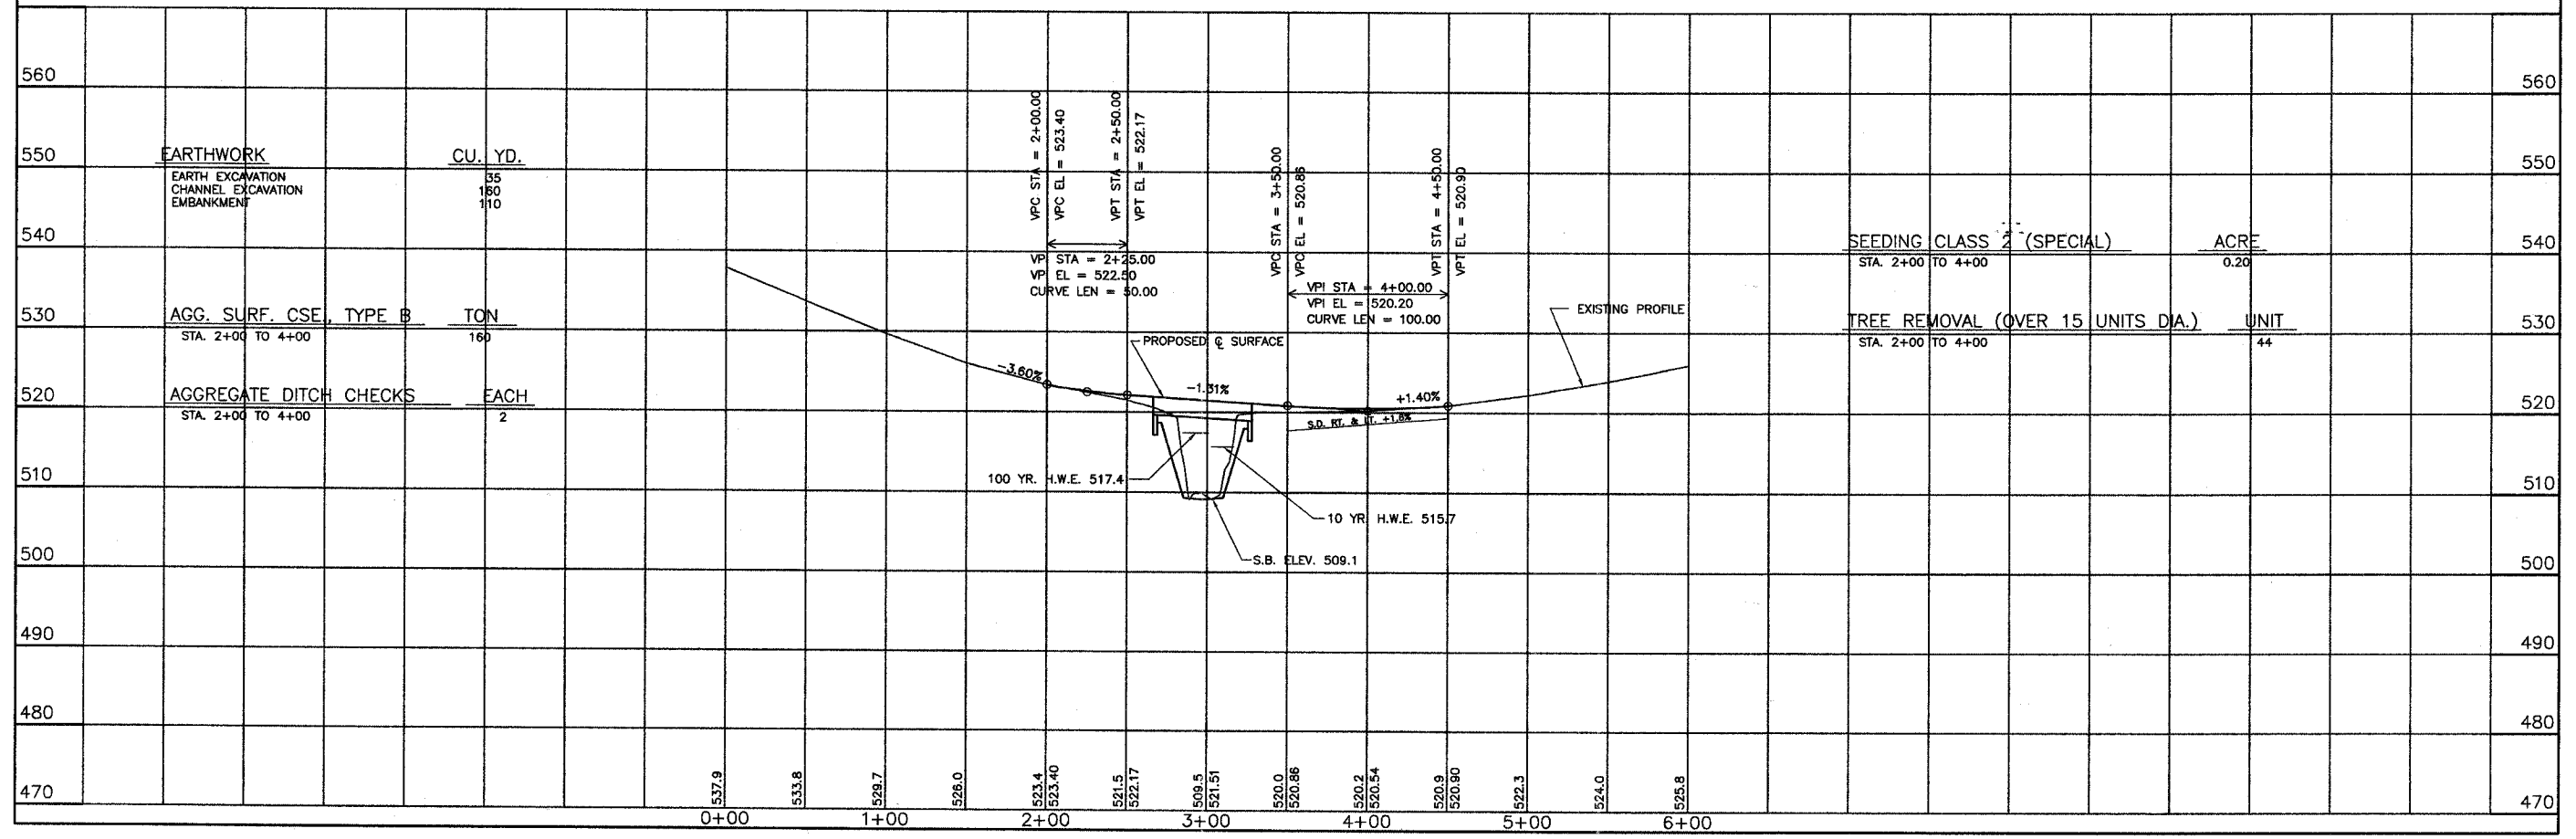 560
550
540
530
520
510
500
490
480
470
EARTHWORK CU. YD.
EARTH EXCAVATION 35
CHANNEL EXCAVATION 160
EMBANKMENT 110
AGG. SURF. CSE., TYPE B TON
STA. 2+00 TO 4+00 160
AGGREGATE DITCH CHECKS EACH
STA. 2+00 TO 4+00 2
VPC STA = 2+00.00
VPC EL = 523.40
VPT STA = 2+50.00
VPT EL = 522.17
VPI STA = 2+25.00
VPI EL = 522.50
CURVE LEN = 50.00
VPC STA = 3+50.00
VPC EL = 520.86
VPT STA = 4+50.00
VPT EL = 520.90
VPI STA = 4+00.00
VPI EL = 520.20
CURVE LEN = 100.00
EXISTING PROFILE
PROPOSED ℄ SURFACE
-3.60%
-1.31%
+1.40%
S.D. RT. & LT. +1.8%
100 YR. H.W.E. 517.4
10 YR. H.W.E. 515.7
S.B. ELEV. 509.1
SEEDING CLASS 2 (SPECIAL) ACRE
STA. 2+00 TO 4+00 0.20
TREE REMOVAL (OVER 15 UNITS DIA.) UNIT
STA. 2+00 TO 4+00 44
560
550
540
530
520
510
500
490
480
470
537.9
533.8
529.7
526.0
523.4
523.40
521.5
522.17
509.5
521.51
520.0
520.86
520.2
520.54
520.9
520.90
522.3
524.0
525.8
0+00 1+00 2+00 3+00 4+00 5+00 6+00